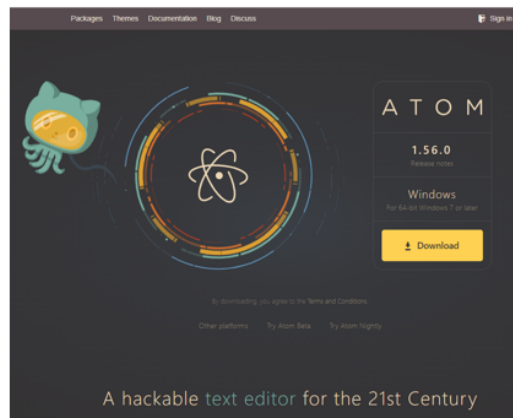 Packages Themes Documentation Blog Discuss Sign in
ATOM
1.56.0
Release notes
Windows
For 64-bit Windows 7 or later
Download
By downloading, you agree to the Terms and Conditions.
Other platforms Try Atom Beta Try Atom Nightly
A hackable text editor for the 21st Century